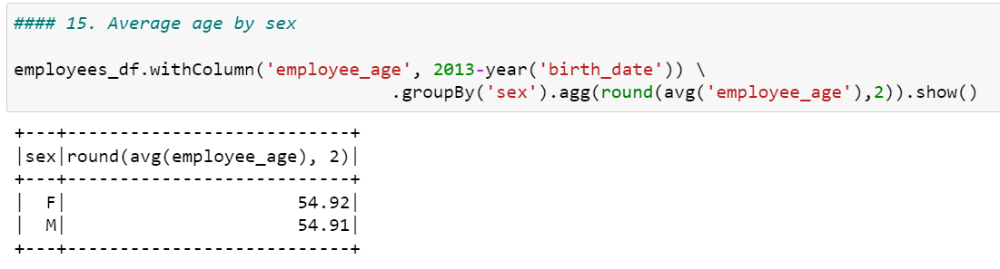 #### 15. Average age by sex
employees_df.withColumn('employee_age', 2013-year('birth_date')) \
.groupBy('sex').agg(round(avg('employee_age'),2)).show()
+---+---------------------------+
|sex|round(avg(employee_age), 2)|
+---+---------------------------+
|  F|                      54.92|
|  M|                      54.91|
+---+---------------------------+